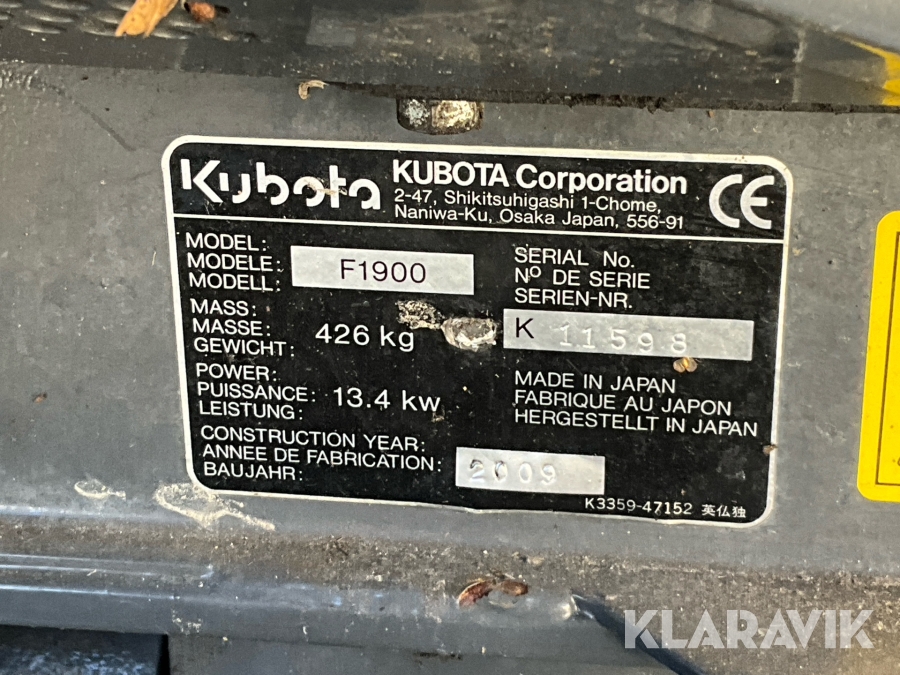 Kubota
KUBOTA Corporation
2-47, Shikitsuhigashi 1-Chome,
Naniwa-Ku, Osaka Japan, 556-91
CE
MODEL:
MODELE:
MODELL:
F1900
SERIAL No.
Nº DE SERIE
SERIEN-NR.
K 11598
MASS:
MASSE:
GEWICHT:
426 kg
POWER:
PUISSANCE:
LEISTUNG:
13.4 kw
MADE IN JAPAN
FABRIQUE AU JAPON
HERGESTELLT IN JAPAN
CONSTRUCTION YEAR:
ANNEE DE FABRICATION:
BAUJAHR:
2009
K3359-47152 英仏独
KLARAVIK